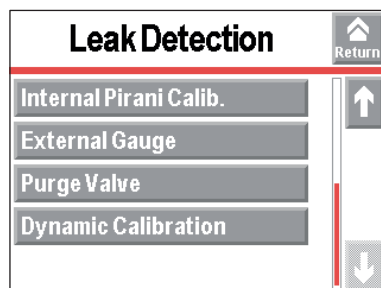 Leak Detection
Return
Internal Pirani Calib.
External Gauge
Purge Valve
Dynamic Calibration